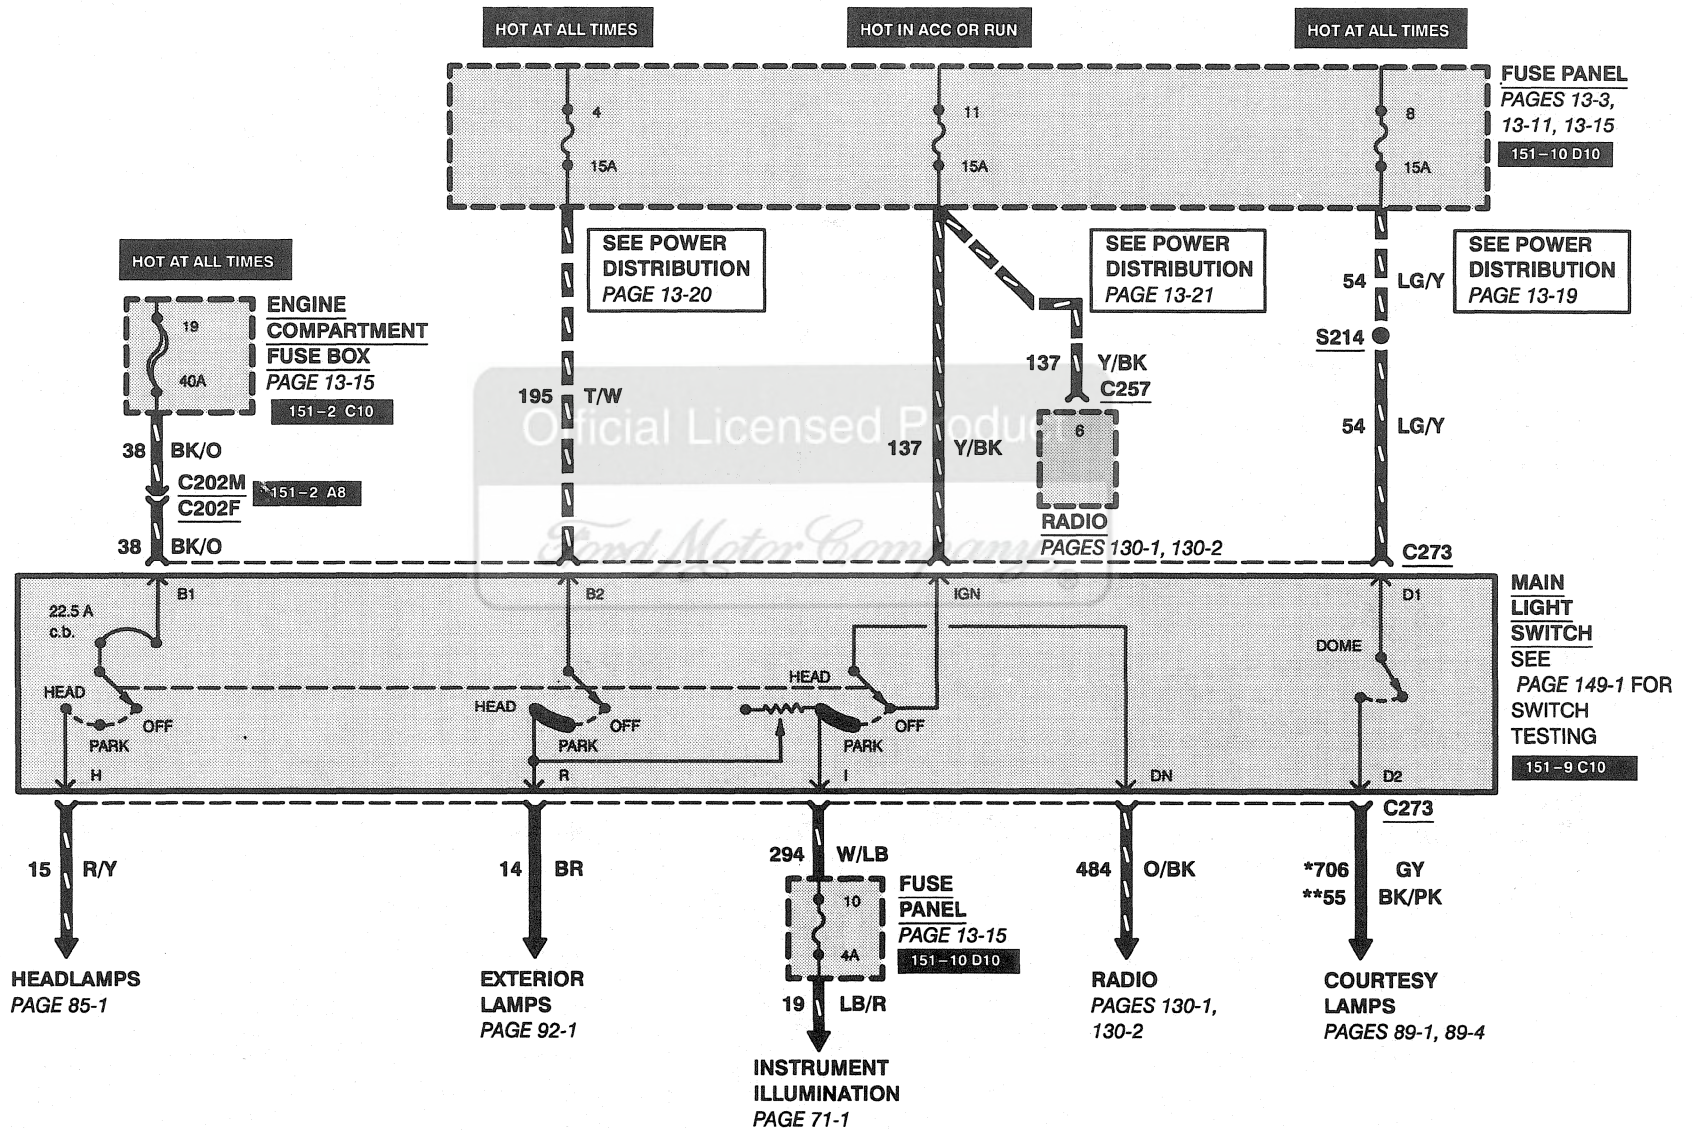 HOT AT ALL TIMES
HOT IN ACC OR RUN
HOT AT ALL TIMES
4
15A
11
15A
8
15A
FUSE PANEL
PAGES 13-3,
13-11, 13-15
151-10 D10
SEE POWER
DISTRIBUTION
PAGE 13-20
SEE POWER
DISTRIBUTION
PAGE 13-21
SEE POWER
DISTRIBUTION
PAGE 13-19
54 LG/Y
S214
54 LG/Y
HOT AT ALL TIMES
19
40A
ENGINE
COMPARTMENT
FUSE BOX
PAGE 13-15
151-2 C10
38 BK/O
C202M
C202F
151-2 A8
38 BK/O
195 T/W
137 Y/BK
137 Y/BK
C257
6
RADIO
PAGES 130-1, 130-2
Official Licensed Product
Ford Motor Company
C273
B1
B2
IGN
D1
22.5 A
c.b.
HEAD
OFF
PARK
H
HEAD
OFF
PARK
R
HEAD
OFF
PARK
I
DN
DOME
D2
MAIN
LIGHT
SWITCH
SEE
PAGE 149-1 FOR
SWITCH
TESTING
151-9 C10
C273
15 R/Y
14 BR
294 W/LB
484 O/BK
*706 GY
**55 BK/PK
10
4A
FUSE
PANEL
PAGE 13-15
151-10 D10
19 LB/R
HEADLAMPS
PAGE 85-1
EXTERIOR
LAMPS
PAGE 92-1
INSTRUMENT
ILLUMINATION
PAGE 71-1
RADIO
PAGES 130-1,
130-2
COURTESY
LAMPS
PAGES 89-1, 89-4